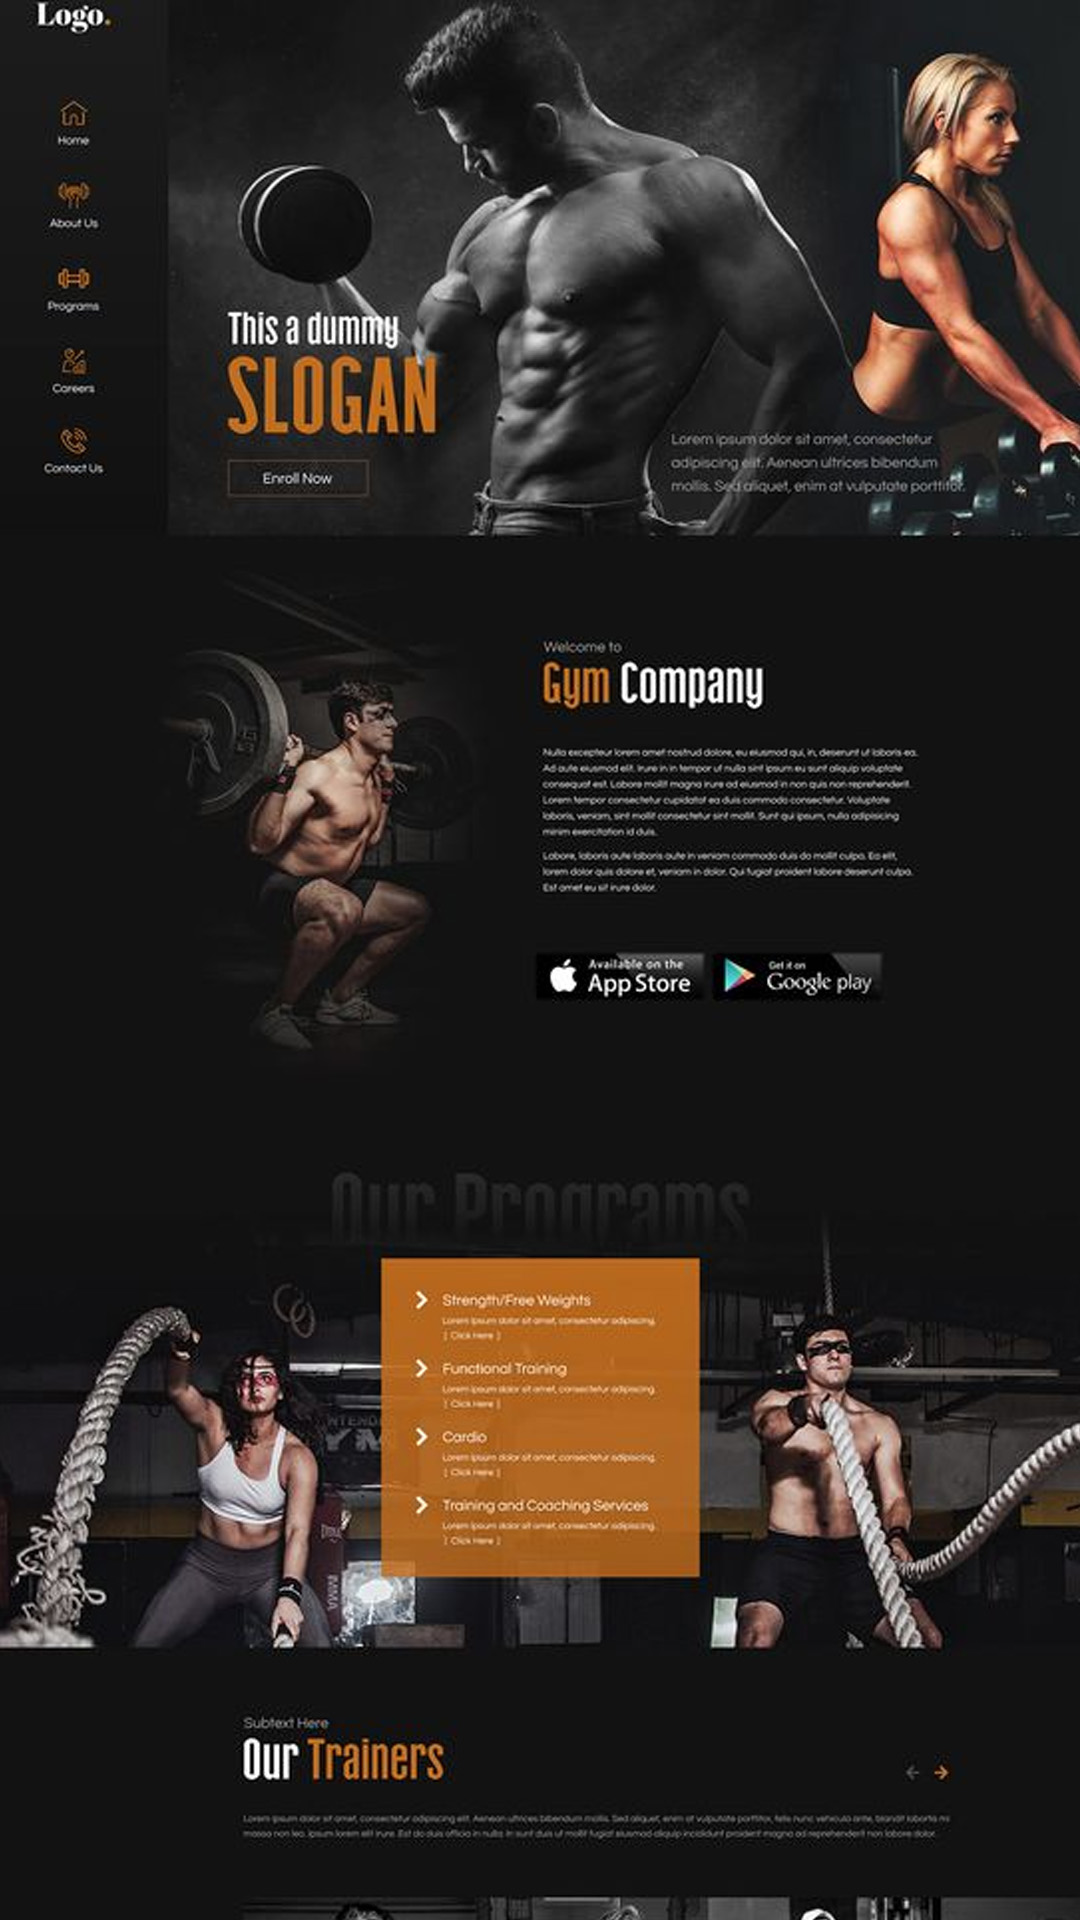 Logo.
Home
About Us
Programs
Careers
Contact Us
This a dummy
SLOGAN
Enroll Now
Lorem ipsum dolor sit amet, consectetur
adipiscing elit. Aenean ultrices bibendum
mollis. Sed aliquet, enim at vulputate porttitor.
Welcome to
Gym Company
Nulla excepteur lorem amet nostrud dolore, eu eiusmod qui, in, deserunt ut laboris ea.
Ad aute eiusmod elit. Irure in in tempor ut nulla sint ipsum eu sunt aliquip voluptate
consequat est. Labore mollit magna irure ad eiusmod in non quis non reprehenderit.
Lorem tempor consectetur cupidatat ea duis commodo consectetur. Voluptate
laboris, veniam, sint mollit consectetur sint mollit. Sunt qui ipsum, nulla adipisicing
minim exercitation id duis.
Labore, laboris aute laboris aute in veniam commodo duis do mollit culpa. Ea elit,
lorem dolor quis dolore et, veniam in dolor. Qui fugiat proident labore deserunt culpa.
Est amet eu sit irure dolor.
Available on the
App Store
Get it on
Google play
Our Programs
Strength/Free Weights
Lorem ipsum dolor sit amet, consectetur adipiscing.
[ Click Here ]
Functional Training
Lorem ipsum dolor sit amet, consectetur adipiscing.
[ Click Here ]
Cardio
Lorem ipsum dolor sit amet, consectetur adipiscing.
[ Click Here ]
Training and Coaching Services
Lorem ipsum dolor sit amet, consectetur adipiscing.
[ Click Here ]
Subtext Here
Our Trainers
Lorem ipsum dolor sit amet, consectetur adipiscing elit. Aenean ultrices bibendum mollis. Sed aliquet, enim at vulputate porttitor, felis nunc vehicula ante, blandit lobortis mi
massa non leo. Ipsum lorem elit irure. Est do duis officia in nulla. In sunt duis ut mollit fugiat eiusmod aliquip incididunt proident magna ad reprehenderit non labore dolor.